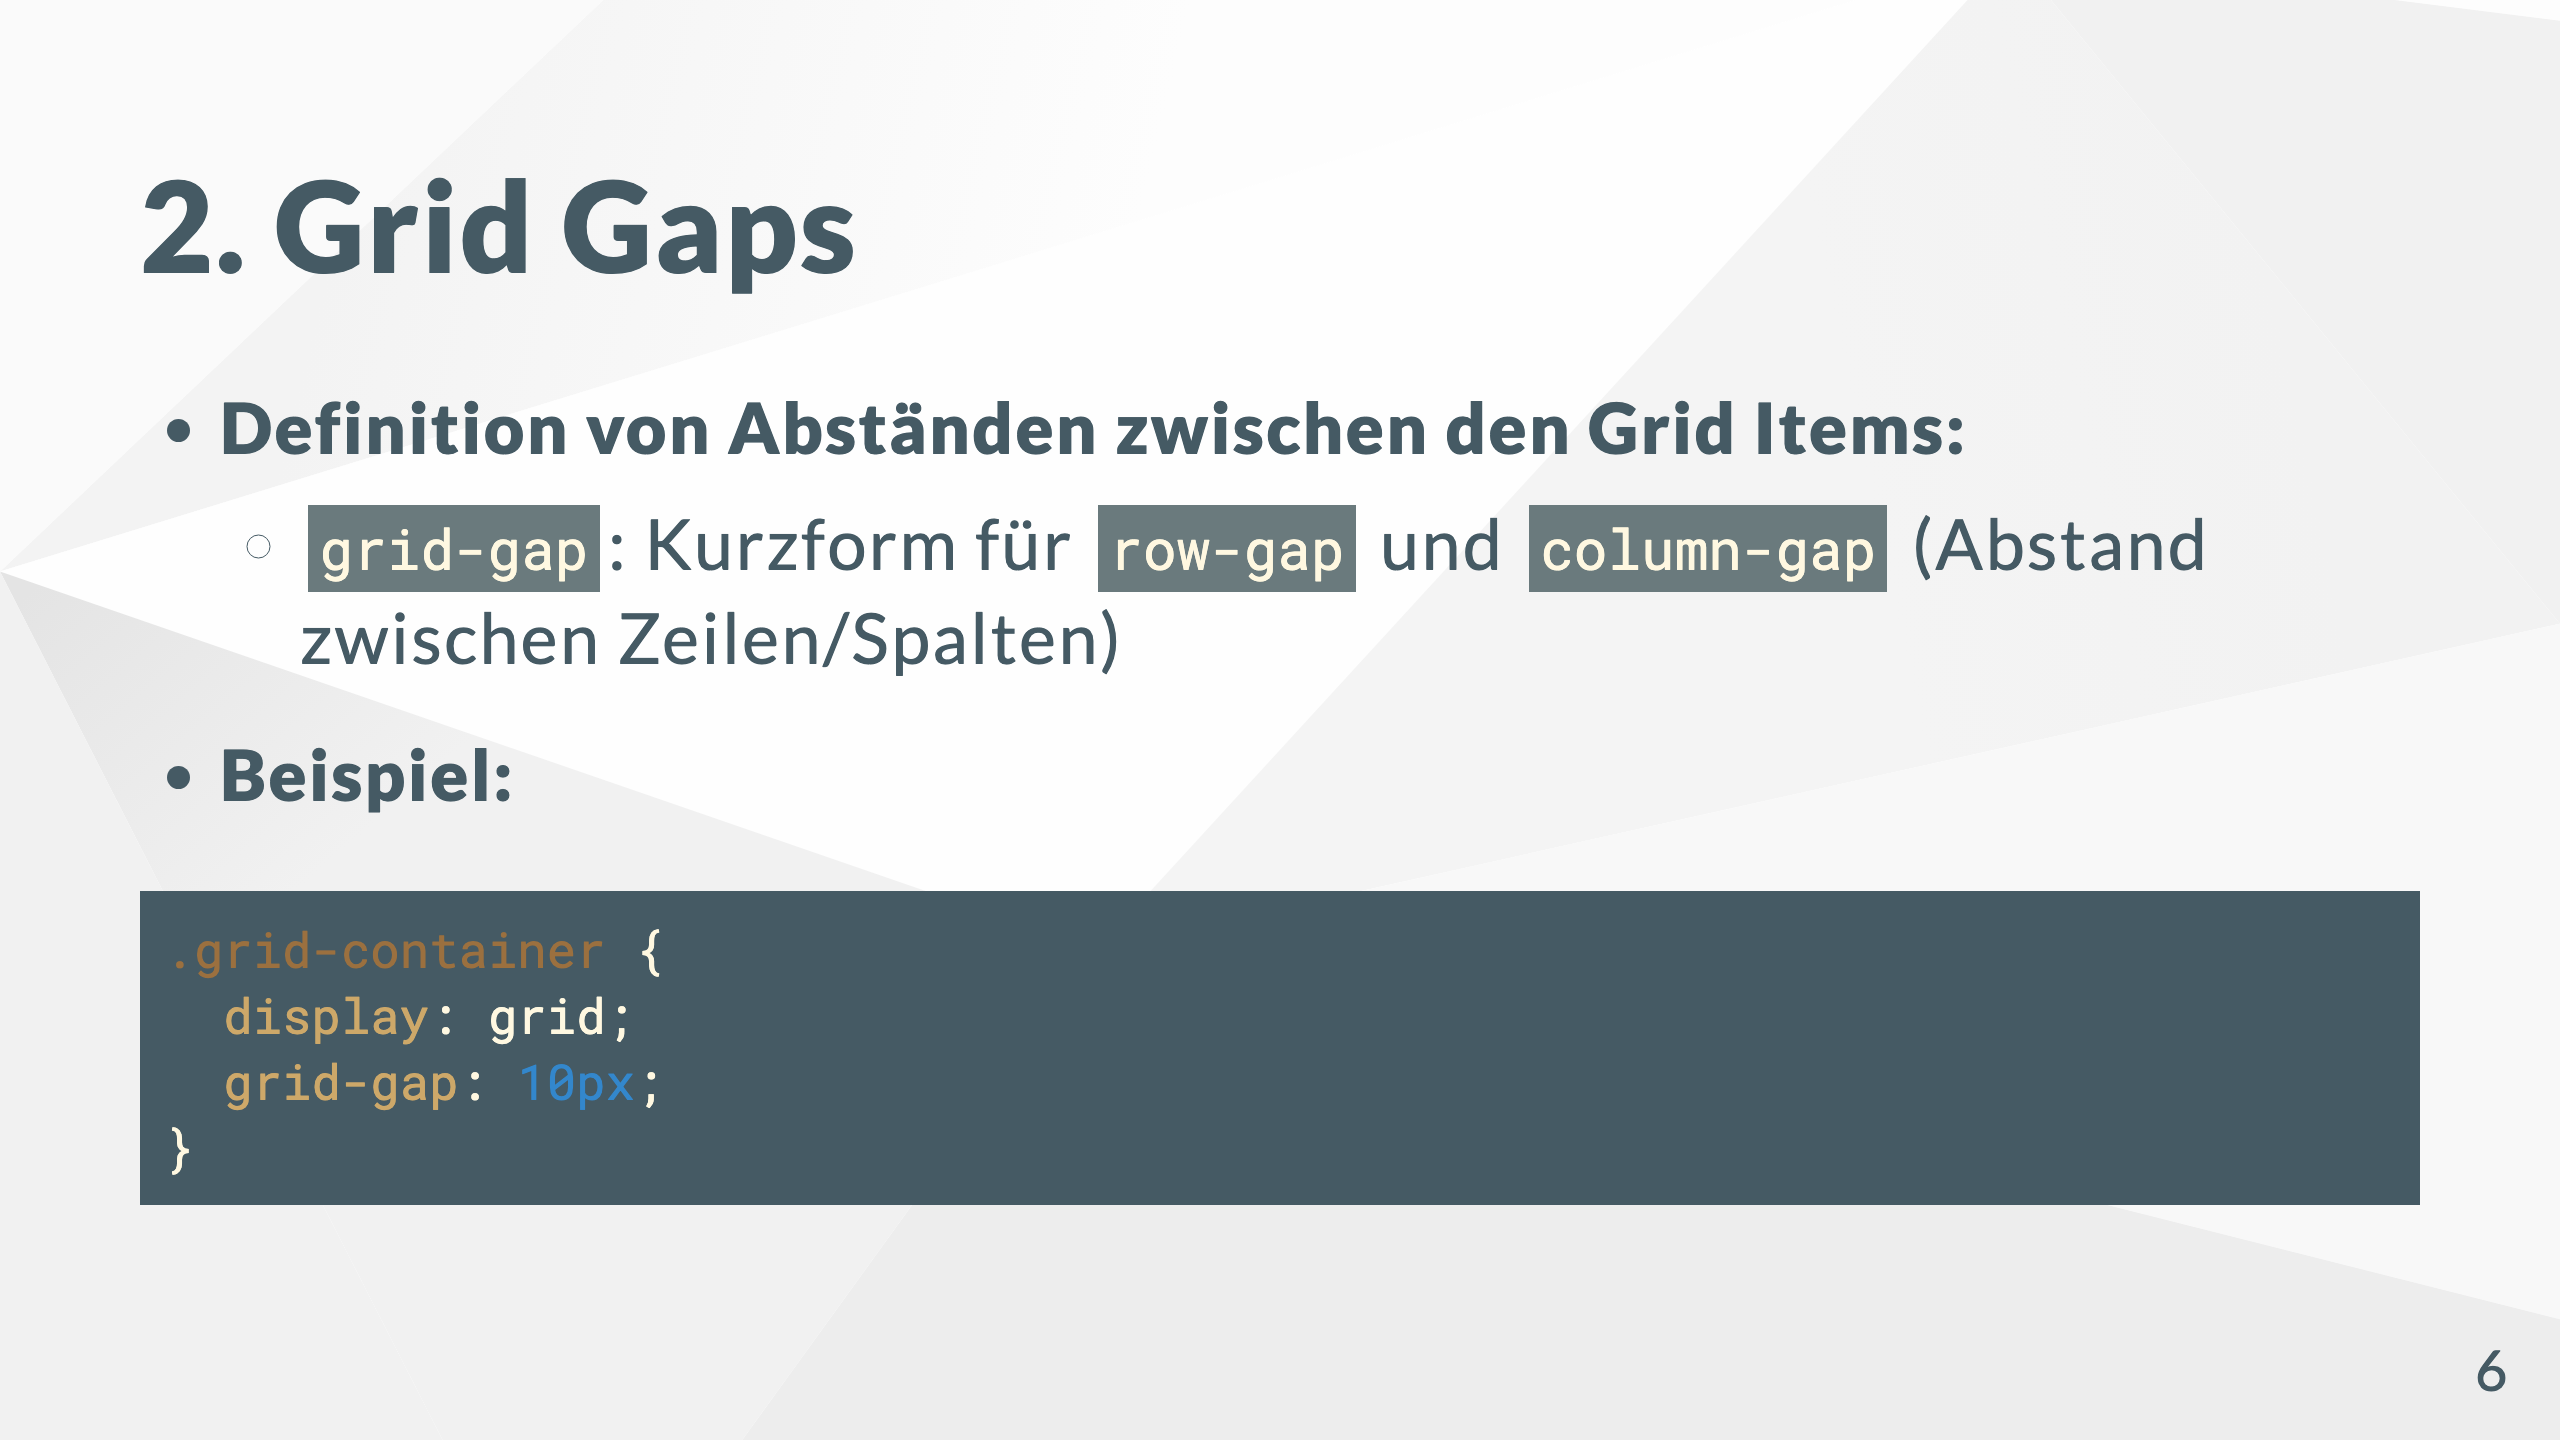 2. Grid Gaps
• Definition von Abständen zwischen den Grid Items:
○ grid-gap: Kurzform für row-gap und column-gap (Abstand
zwischen Zeilen/Spalten)
• Beispiel:
.grid-container {
  display: grid;
  grid-gap: 10px;
}
6